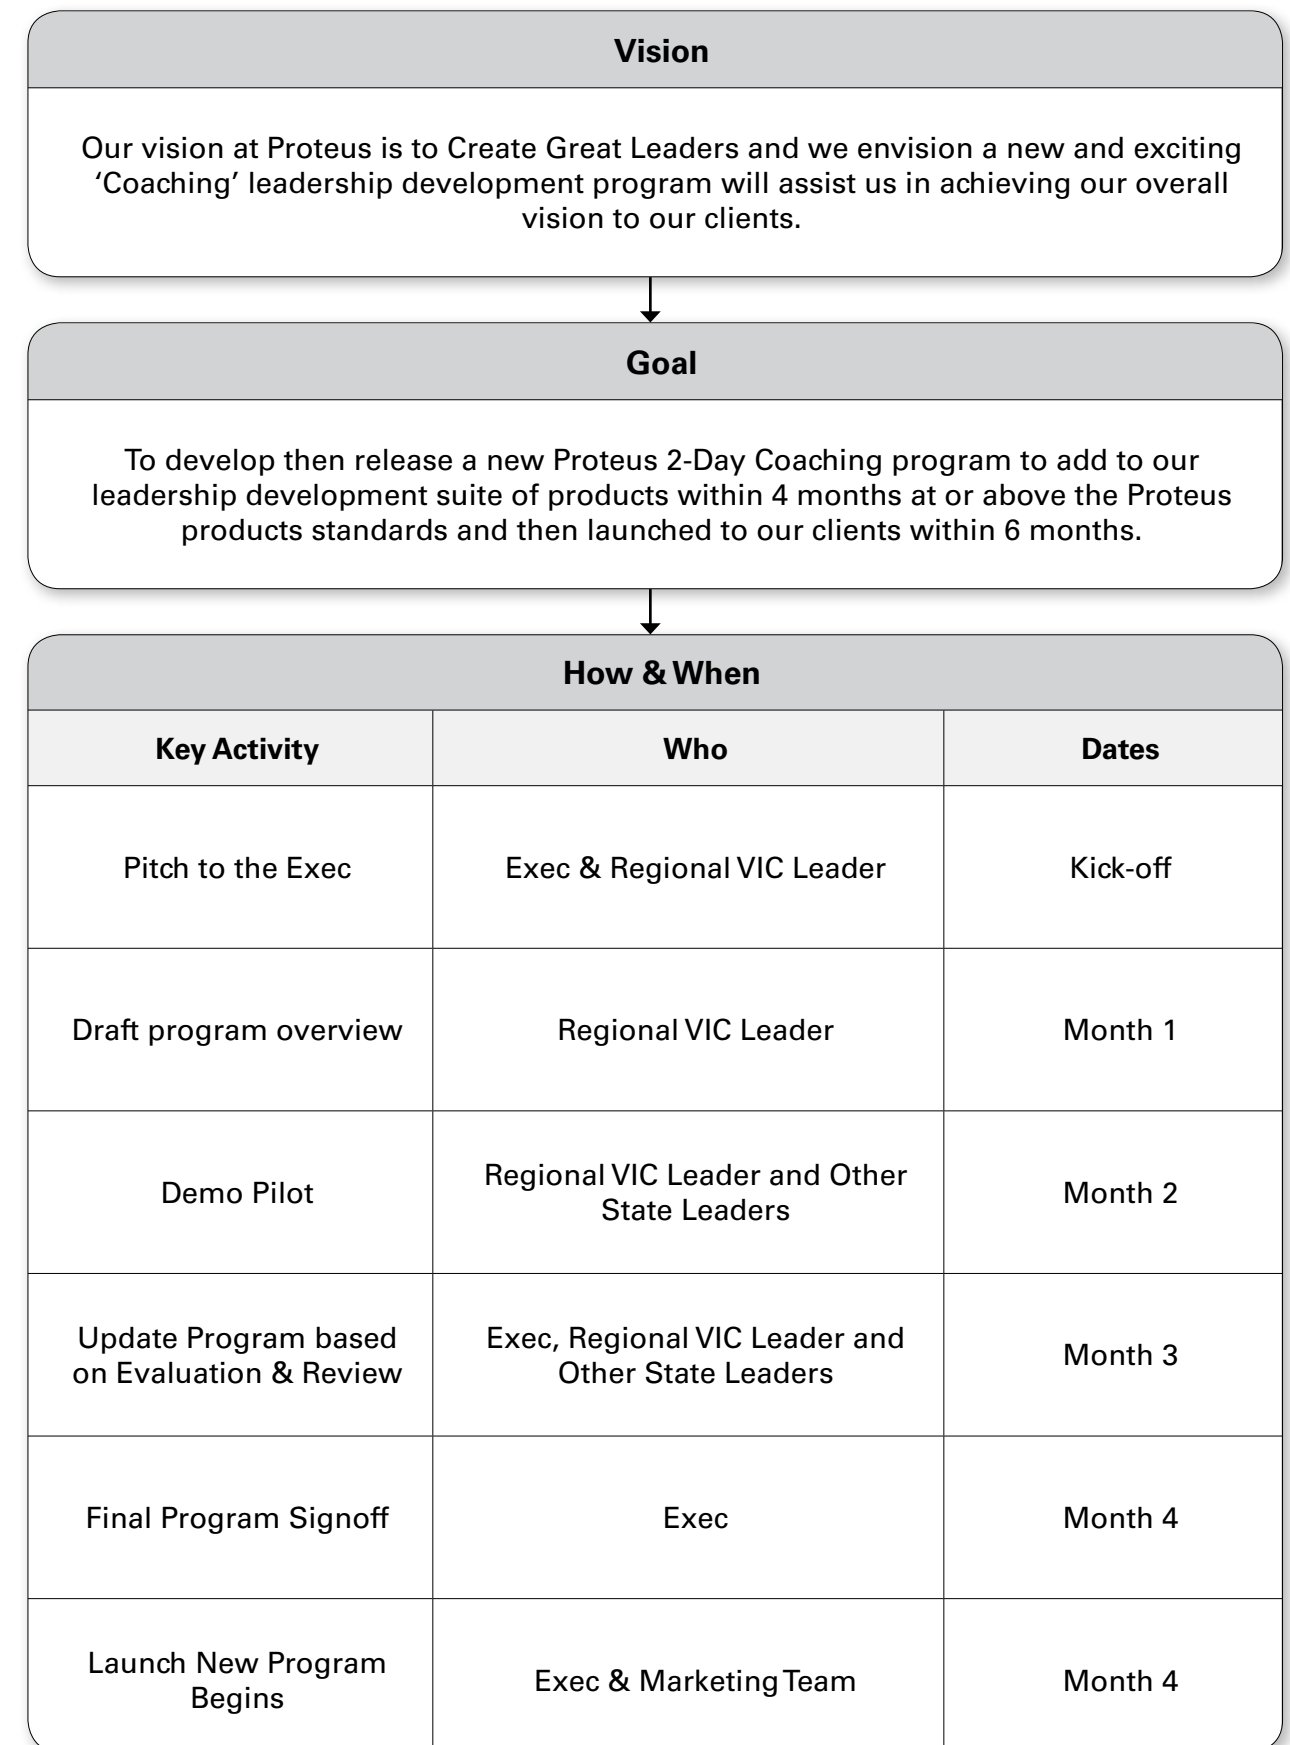 Vision
Our vision at Proteus is to Create Great Leaders and we envision a new and exciting
‘Coaching’ leadership development program will assist us in achieving our overall
vision to our clients.
Goal
To develop then release a new Proteus 2-Day Coaching program to add to our
leadership development suite of products within 4 months at or above the Proteus
products standards and then launched to our clients within 6 months.
How & When
Key Activity Who Dates
Pitch to the Exec Exec & Regional VIC Leader Kick-off
Draft program overview Regional VIC Leader Month 1
Demo Pilot
Regional VIC Leader and Other
State Leaders
Month 2
Update Program based
on Evaluation & Review
Exec, Regional VIC Leader and
Other State Leaders
Month 3
Final Program Signoff Exec Month 4
Launch New Program
Begins
Exec & Marketing Team
Month 4